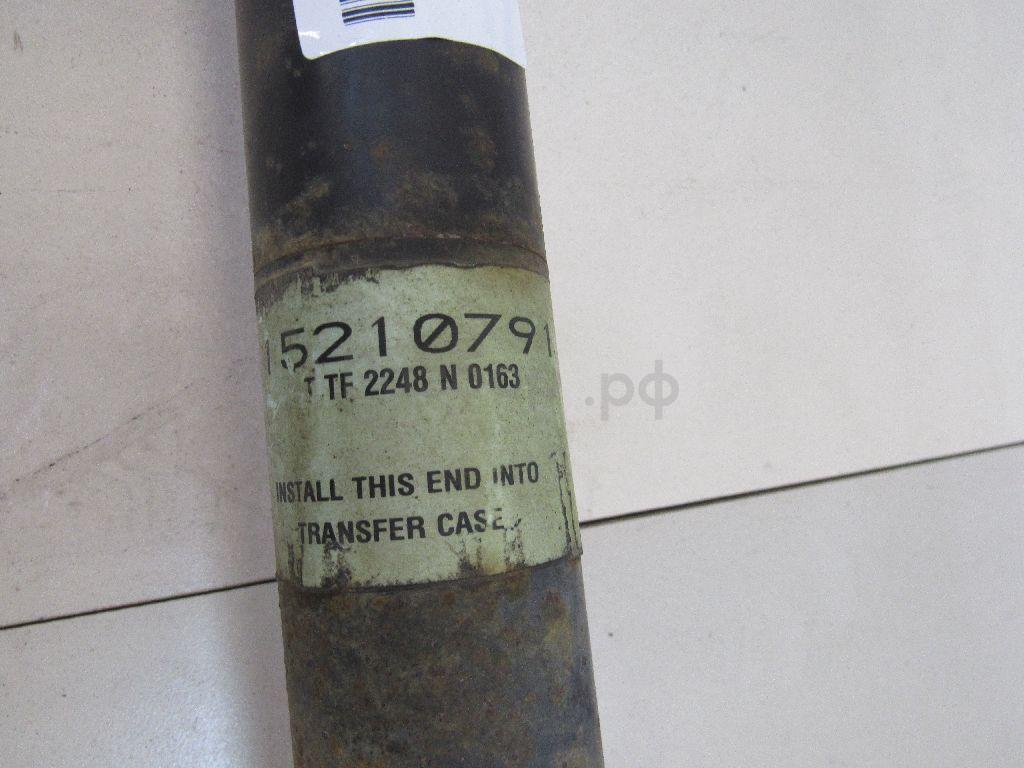 15210791
T TF 2248 N 0163
.рф
INSTALL THIS END INTO
TRANSFER CASE